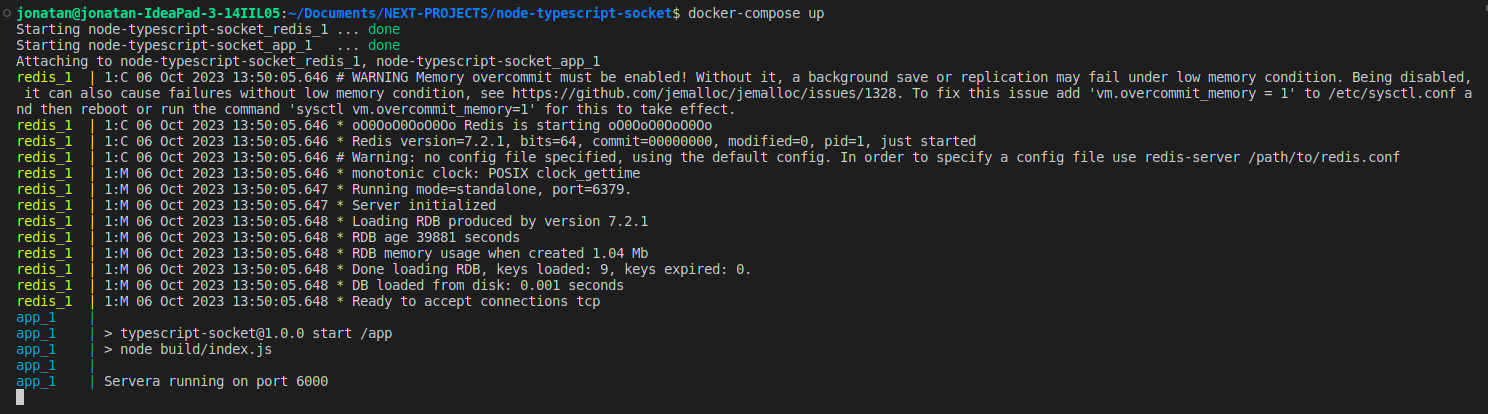 jonatan@jonatan-IdeaPad-3-14IIL05:~/Documents/NEXT-PROJECTS/node-typescript-socket$ docker-compose up
Starting node-typescript-socket_redis_1 ... done
Starting node-typescript-socket_app_1   ... done
Attaching to node-typescript-socket_redis_1, node-typescript-socket_app_1
redis_1  | 1:C 06 Oct 2023 13:50:05.646 # WARNING Memory overcommit must be enabled! Without it, a background save or replication may fail under low memory condition. Being disabled,
 it can also cause failures without low memory condition, see https://github.com/jemalloc/jemalloc/issues/1328. To fix this issue add 'vm.overcommit_memory = 1' to /etc/sysctl.conf a
nd then reboot or run the command 'sysctl vm.overcommit_memory=1' for this to take effect.
redis_1  | 1:C 06 Oct 2023 13:50:05.646 * oO0OoO0OoO0Oo Redis is starting oO0OoO0OoO0Oo
redis_1  | 1:C 06 Oct 2023 13:50:05.646 * Redis version=7.2.1, bits=64, commit=00000000, modified=0, pid=1, just started
redis_1  | 1:C 06 Oct 2023 13:50:05.646 # Warning: no config file specified, using the default config. In order to specify a config file use redis-server /path/to/redis.conf
redis_1  | 1:M 06 Oct 2023 13:50:05.646 * monotonic clock: POSIX clock_gettime
redis_1  | 1:M 06 Oct 2023 13:50:05.647 * Running mode=standalone, port=6379.
redis_1  | 1:M 06 Oct 2023 13:50:05.647 * Server initialized
redis_1  | 1:M 06 Oct 2023 13:50:05.648 * Loading RDB produced by version 7.2.1
redis_1  | 1:M 06 Oct 2023 13:50:05.648 * RDB age 39881 seconds
redis_1  | 1:M 06 Oct 2023 13:50:05.648 * RDB memory usage when created 1.04 Mb
redis_1  | 1:M 06 Oct 2023 13:50:05.648 * Done loading RDB, keys loaded: 9, keys expired: 0.
redis_1  | 1:M 06 Oct 2023 13:50:05.648 * DB loaded from disk: 0.001 seconds
redis_1  | 1:M 06 Oct 2023 13:50:05.648 * Ready to accept connections tcp
app_1    |
app_1    | > typescript-socket@1.0.0 start /app
app_1    | > node build/index.js
app_1    |
app_1    | Servera running on port 6000